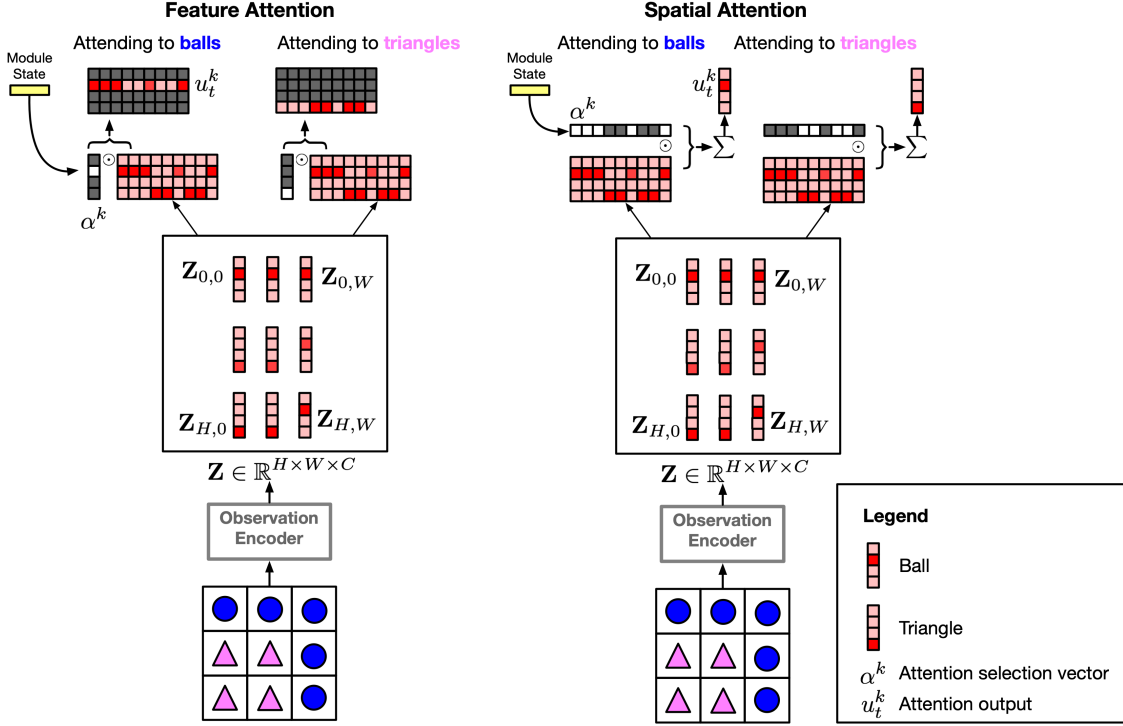 Feature Attention
Attending to balls
Attending to triangles
Module
State
u_t^k
⊙
⊙
α^k
Z_{0,0}
Z_{0,W}
Z_{H,0}
Z_{H,W}
Z ∈ ℝ^{H×W×C}
Observation
Encoder
Spatial Attention
Attending to balls
Attending to triangles
Module
State
u_t^k
α^k
⊙
Σ
⊙
Σ
Z_{0,0}
Z_{0,W}
Z_{H,0}
Z_{H,W}
Z ∈ ℝ^{H×W×C}
Observation
Encoder
Legend
Ball
Triangle
α^k Attention selection vector
u_t^k Attention output